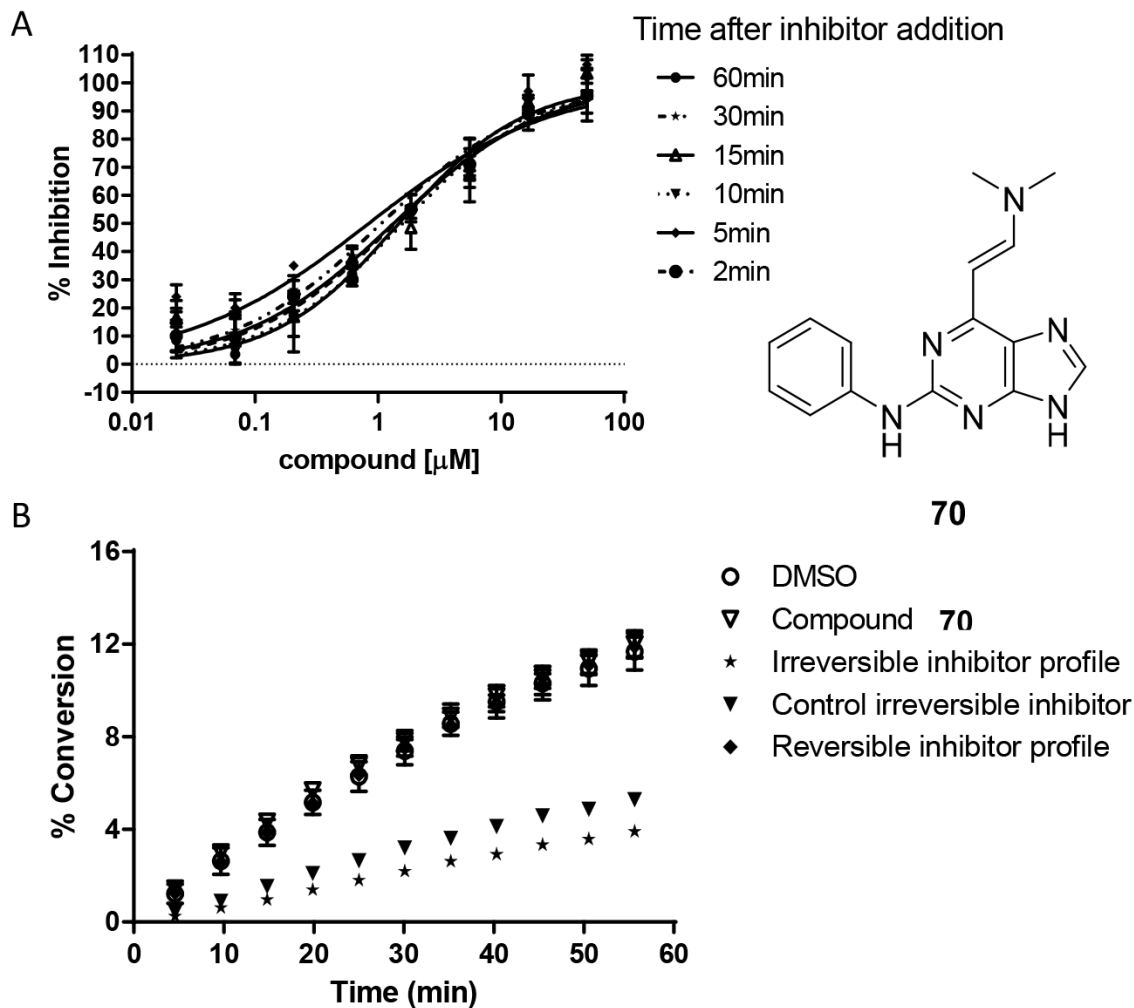 A
Time after inhibitor addition
110
100
90
80
70
60
50
40
30
20
10
0
-10
% Inhibition
0.01 0.1 1 10 100
compound [µM]
60min
30min
15min
10min
5min
2min
N
N
N
N
N
H
N
H
70
B
16
12
8
4
0
% Conversion
0 10 20 30 40 50 60
Time (min)
DMSO
Compound 70
Irreversible inhibitor profile
Control irreversible inhibitor
Reversible inhibitor profile